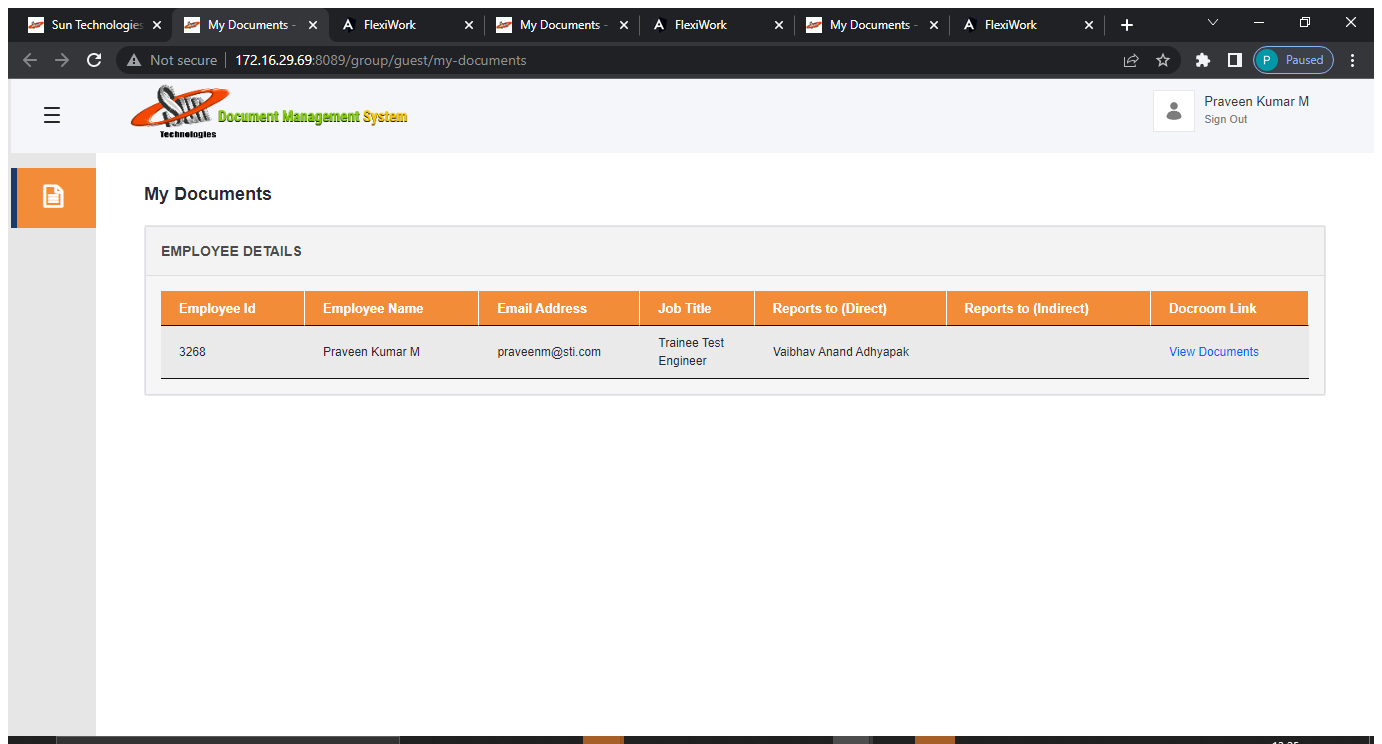 Sun Technologies
My Documents -
FlexiWork
My Documents -
FlexiWork
My Documents -
FlexiWork
Not secure
172.16.29.69:8089/group/guest/my-documents
P
Paused
Sun
Technologies
Document Management System
Praveen Kumar M
Sign Out
My Documents
EMPLOYEE DETAILS
Employee Id Employee Name Email Address Job Title Reports to (Direct) Reports to (Indirect) Docroom Link
3268 Praveen Kumar M praveenm@sti.com Trainee Test Vaibhav Anand Adhyapak View Documents
Engineer